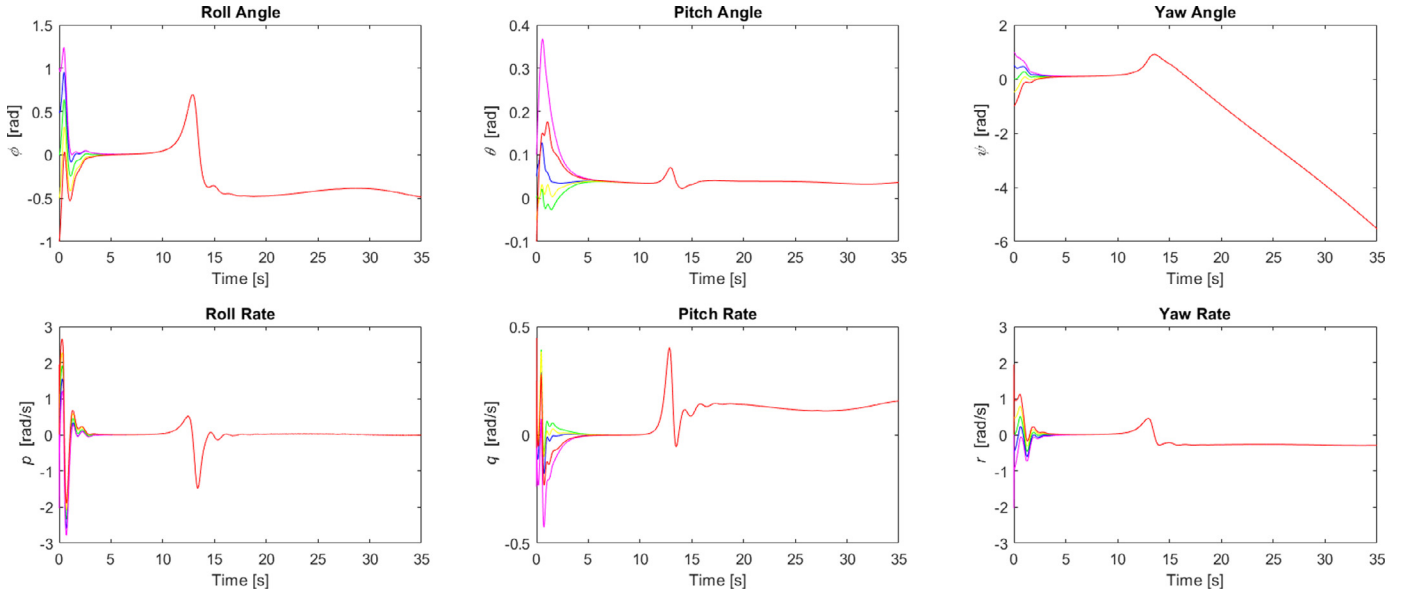 Roll Angle
1.5
1
0.5
0
-0.5
-1
ϕ [rad]
0 5 10 15 20 25 30 35
Time [s]
Pitch Angle
0.4
0.3
0.2
0.1
0
-0.1
θ [rad]
0 5 10 15 20 25 30 35
Time [s]
Yaw Angle
2
0
-2
-4
-6
ψ [rad]
0 5 10 15 20 25 30 35
Time [s]
Roll Rate
3
2
1
0
-1
-2
-3
p [rad/s]
0 5 10 15 20 25 30 35
Time [s]
Pitch Rate
0.5
0
-0.5
q [rad/s]
0 5 10 15 20 25 30 35
Time [s]
Yaw Rate
3
2
1
0
-1
-2
-3
r [rad/s]
0 5 10 15 20 25 30 35
Time [s]